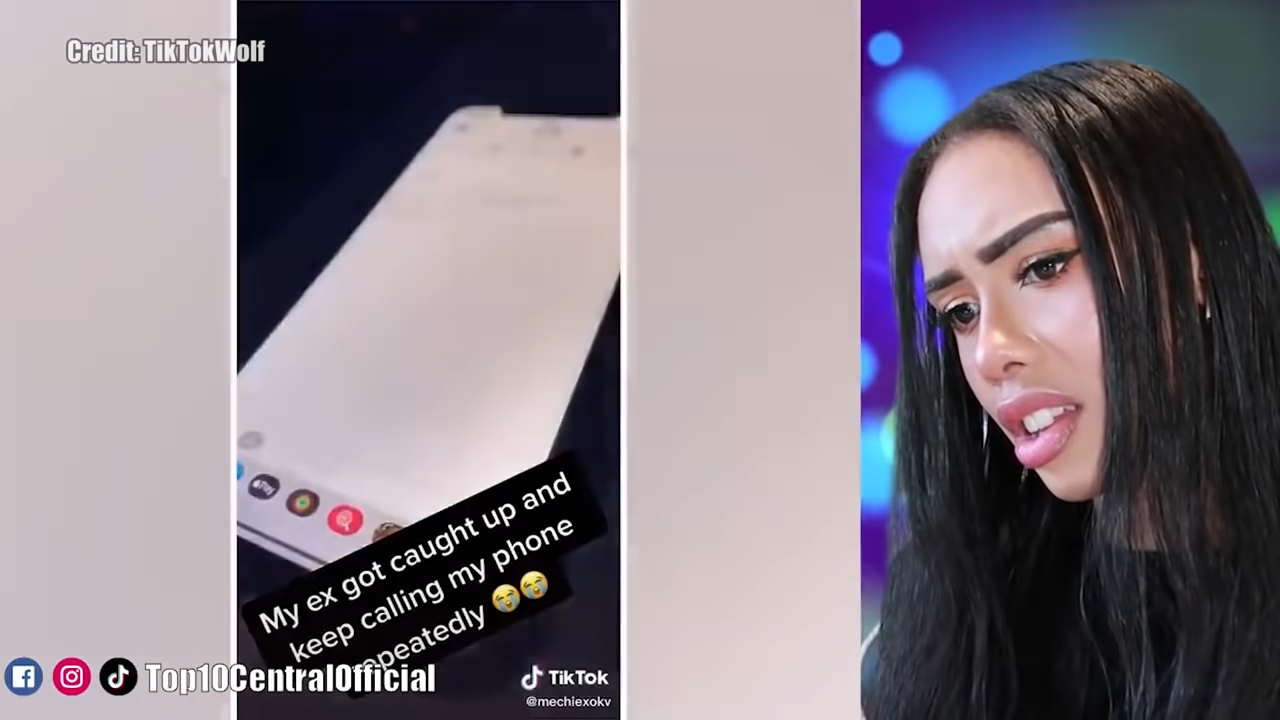 Credit: TikTokWolf
My ex got caught up and
keep calling my phone
epeatedly 😭😭
Top10CentralOfficial
TikTok
@mechiexokv